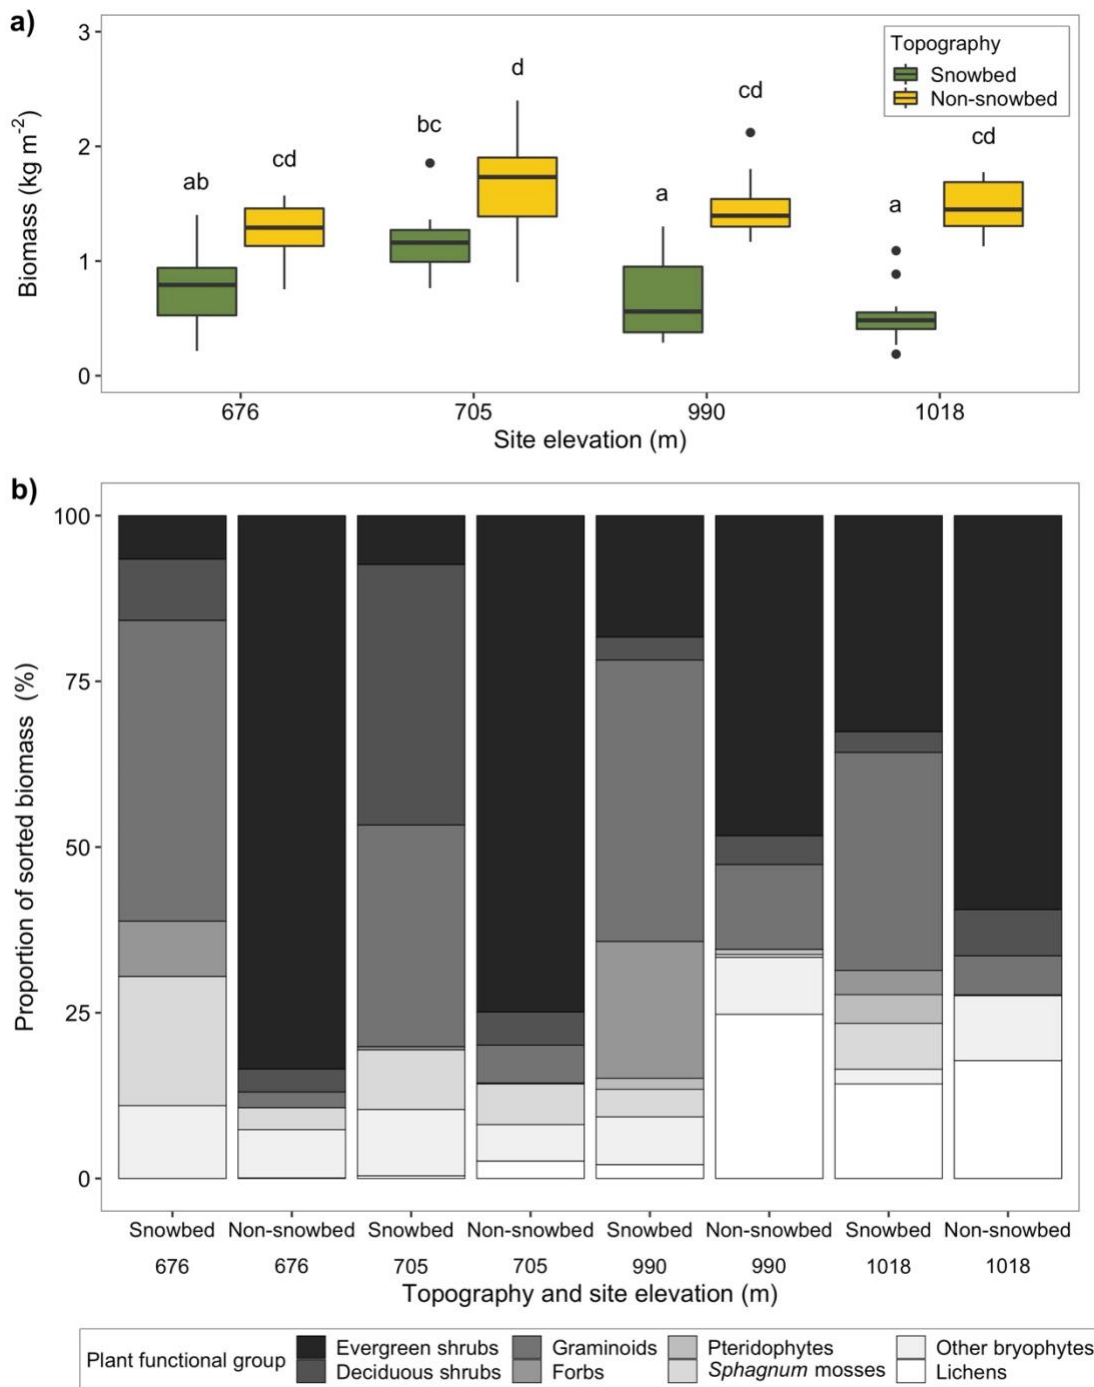 a)
Biomass (kg m⁻²)
3
2
1
0
Topography
Snowbed
Non-snowbed
ab
cd
bc
d
a
cd
a
cd
676 705 990 1018
Site elevation (m)
b)
Proportion of sorted biomass (%)
100
75
50
25
0
Snowbed Non-snowbed Snowbed Non-snowbed Snowbed Non-snowbed Snowbed Non-snowbed
676 676 705 705 990 990 1018 1018
Topography and site elevation (m)
Plant functional group
Evergreen shrubs Graminoids Pteridophytes Other bryophytes
Deciduous shrubs Forbs Sphagnum mosses Lichens